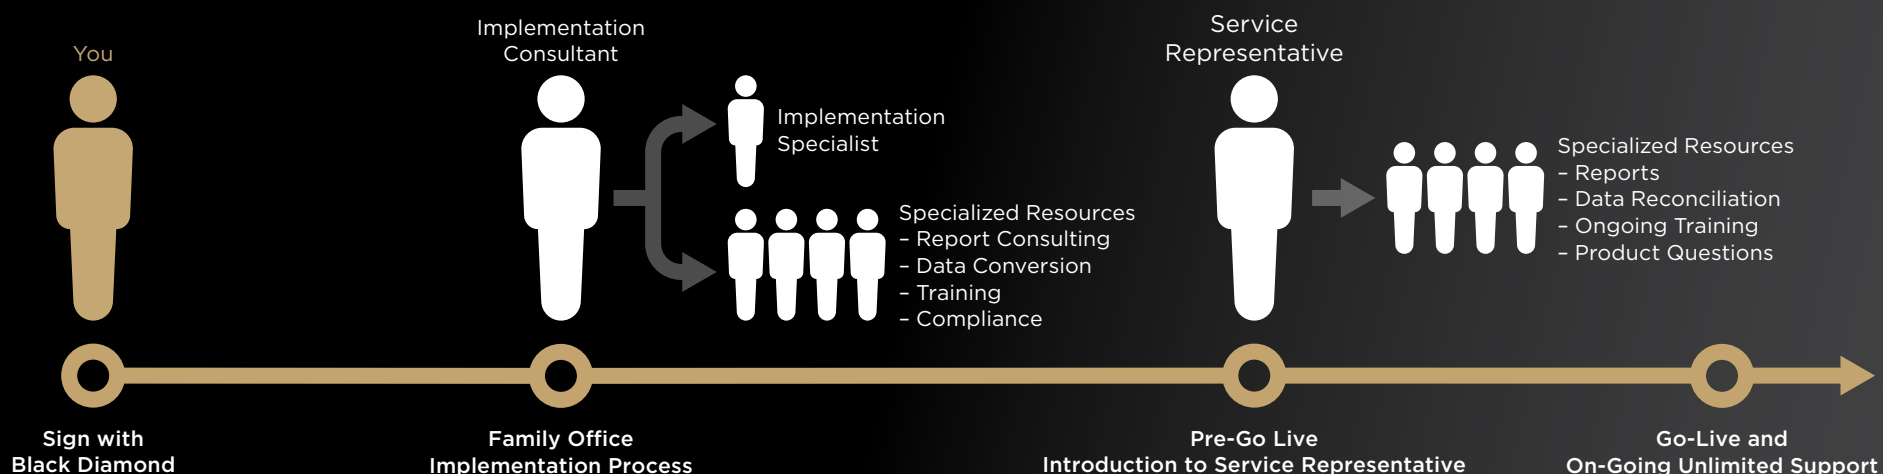 You
Implementation
Consultant
Implementation
Specialist
Specialized Resources
– Report Consulting
– Data Conversion
– Training
– Compliance
Service
Representative
Specialized Resources
– Reports
– Data Reconciliation
– Ongoing Training
– Product Questions
Sign with
Black Diamond
Family Office
Implementation Process
Pre-Go Live
Introduction to Service Representative
Go-Live and
On-Going Unlimited Support